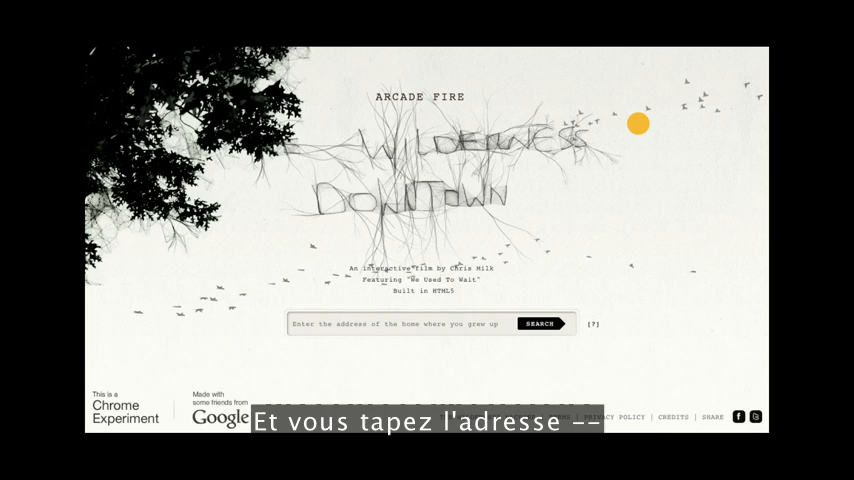 ARCADE FIRE
WILDERNESS
DOWNTOWN
An interactive film by Chris Milk
Featuring "We Used To Wait"
Built in HTML5
Enter the address of the home where you grew up
SEARCH
[?]
This is a
Chrome
Experiment
Made with
some friends from
Google
TERMS | PRIVACY POLICY | CREDITS | SHARE
Et vous tapez l'adresse --